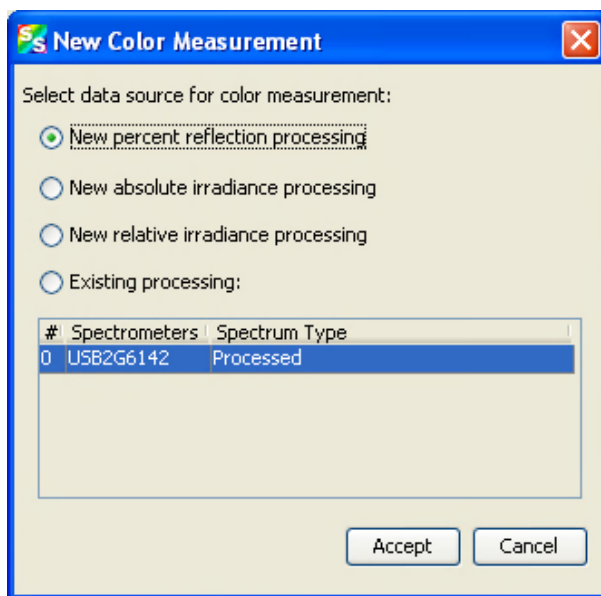 SS New Color Measurement
Select data source for color measurement:
New percent reflection processing
New absolute irradiance processing
New relative irradiance processing
Existing processing:
# Spectrometers Spectrum Type
0 USB2G6142 Processed
Accept Cancel